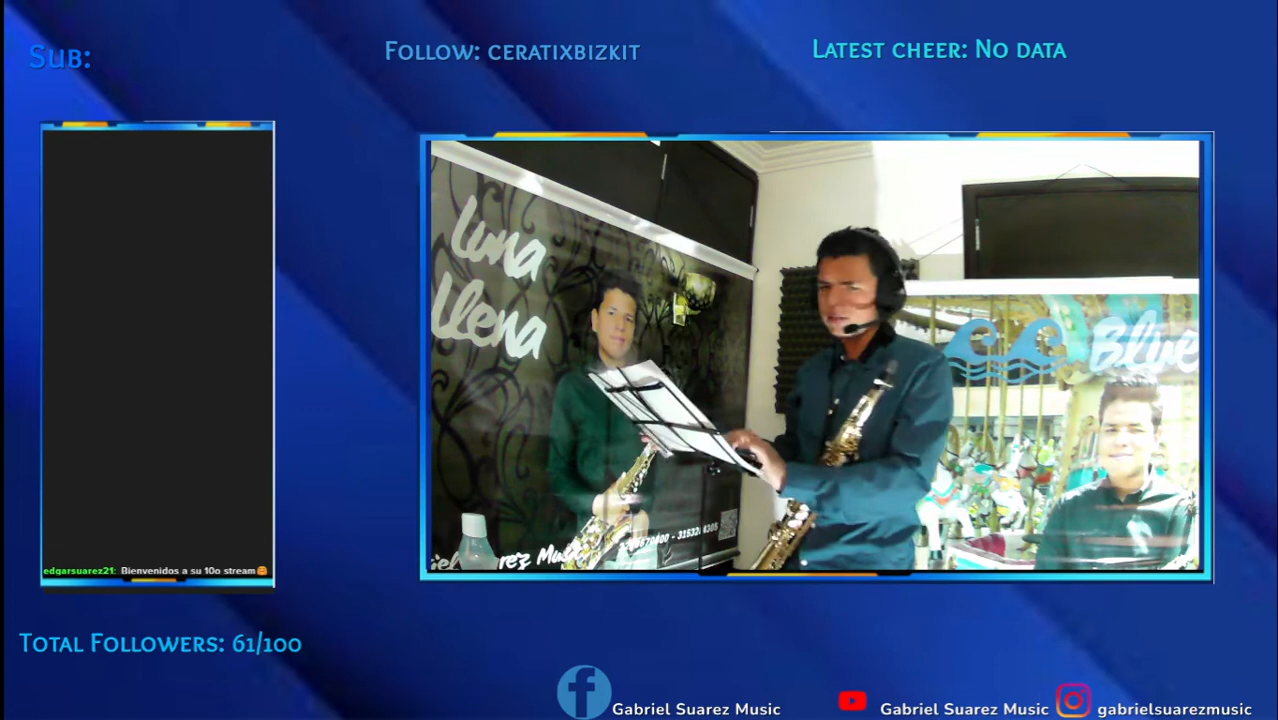 Sub:
Follow: ceratixbizkit
Latest cheer: No data
Luna
Llena
Blue
edgarsuarez21: Bienvenidos a su 10o stream
Total Followers: 61/100
Gabriel Suarez Music
Gabriel Suarez Music
gabrielsuarezmusic